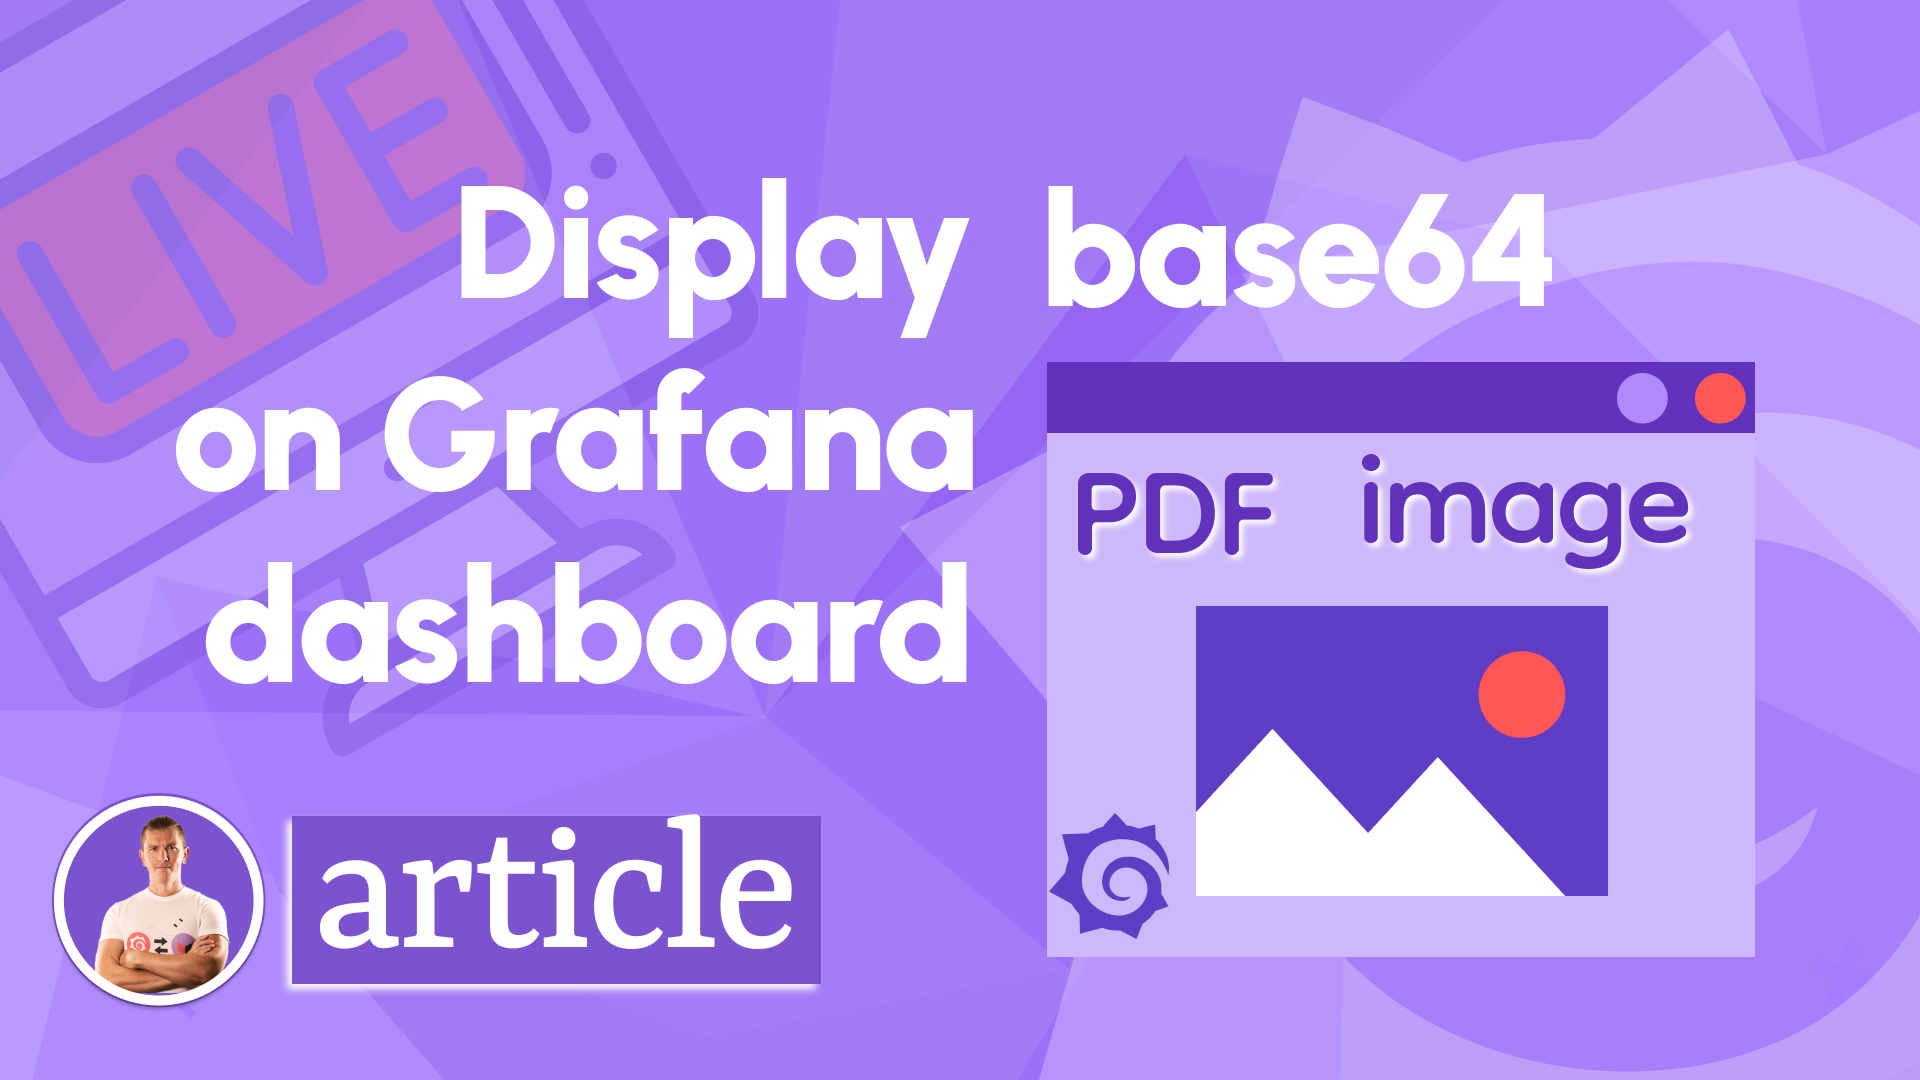 LIVE
Display base64
on Grafana
dashboard
PDF image
article